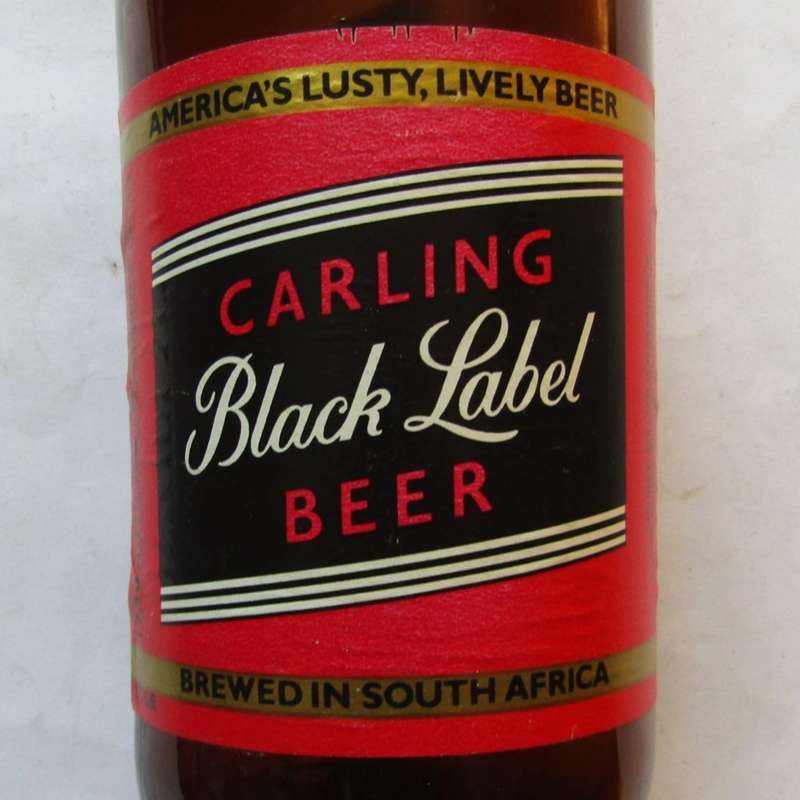 AMERICA'S LUSTY, LIVELY BEER
CARLING
Black Label
BEER
BREWED IN SOUTH AFRICA